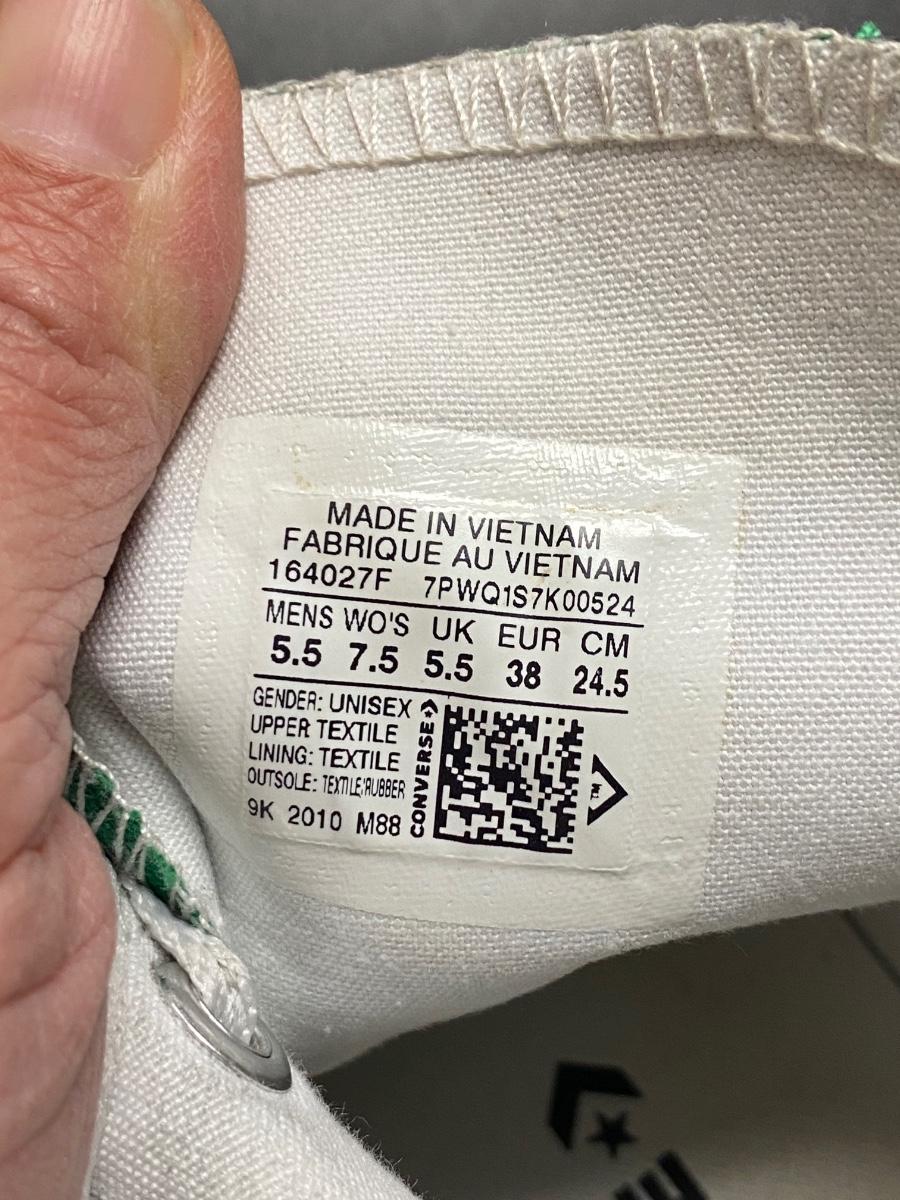 MADE IN VIETNAM
FABRIQUE AU VIETNAM
164027F 7PWQ1S7K00524
MENS WO'S UK EUR CM
5.5 7.5 5.5 38 24.5
GENDER: UNISEX
UPPER TEXTILE
LINING: TEXTILE
OUTSOLE: TEXTILE/RUBBER
9K 2010 M88
CONVERSE
TM